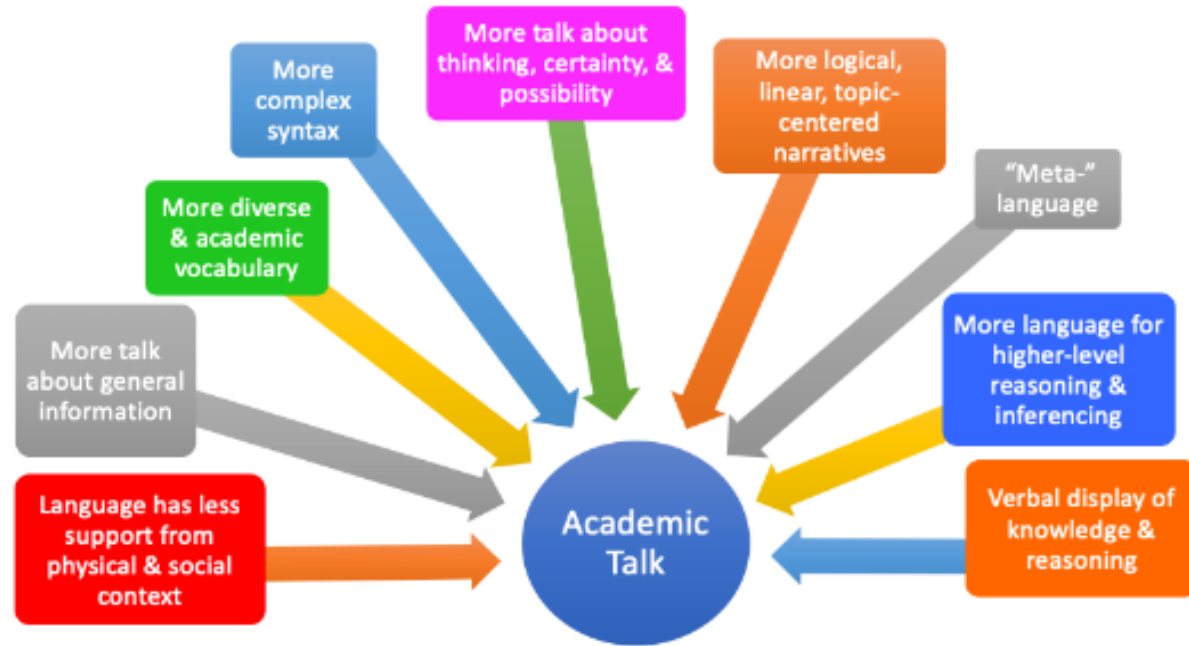 More talk about
thinking, certainty, &
possibility
More
complex
syntax
More logical,
linear, topic-
centered
narratives
"Meta-"
language
More diverse
& academic
vocabulary
More talk
about general
information
More language for
higher-level
reasoning &
inferencing
Language has less
support from
physical & social
context
Verbal display of
knowledge &
reasoning
Academic
Talk